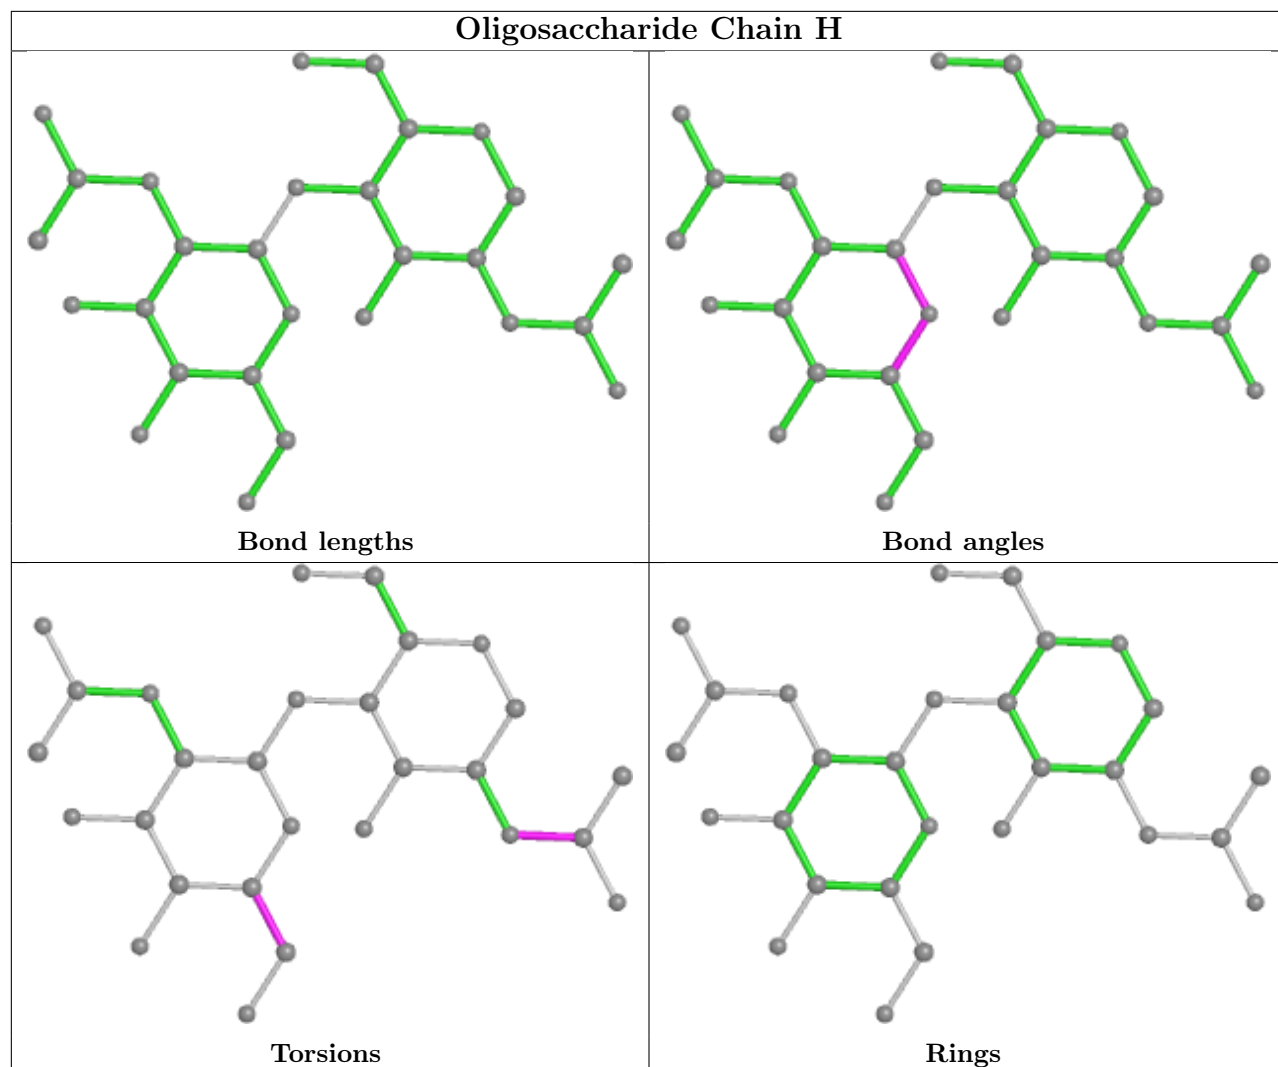 Oligosaccharide Chain H
Bond lengths
Bond angles
Torsions
Rings